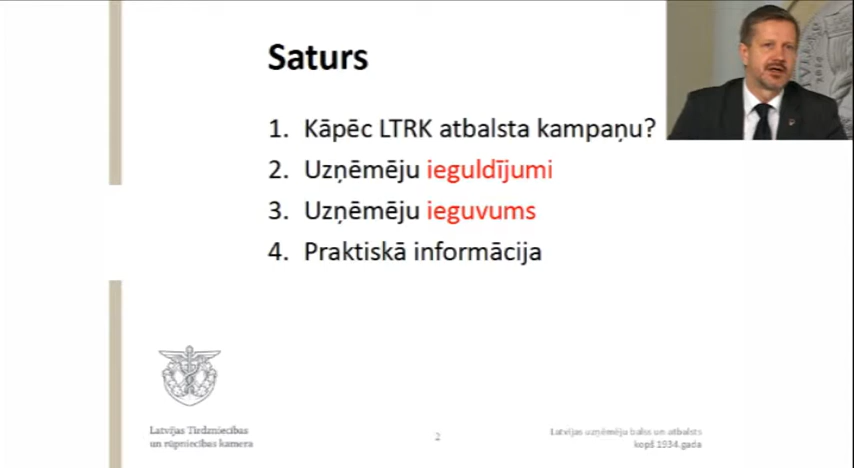 Saturs
1. Kāpēc LTRK atbalsta kampaņu?
2. Uzņēmēju ieguldījumi
3. Uzņēmēju ieguvums
4. Praktiskā informācija
Latvijas Tirdzniecības
un rūpniecības kamera
2
Latvijas uzņēmēju balss un atbalsts
kopš 1934.gada